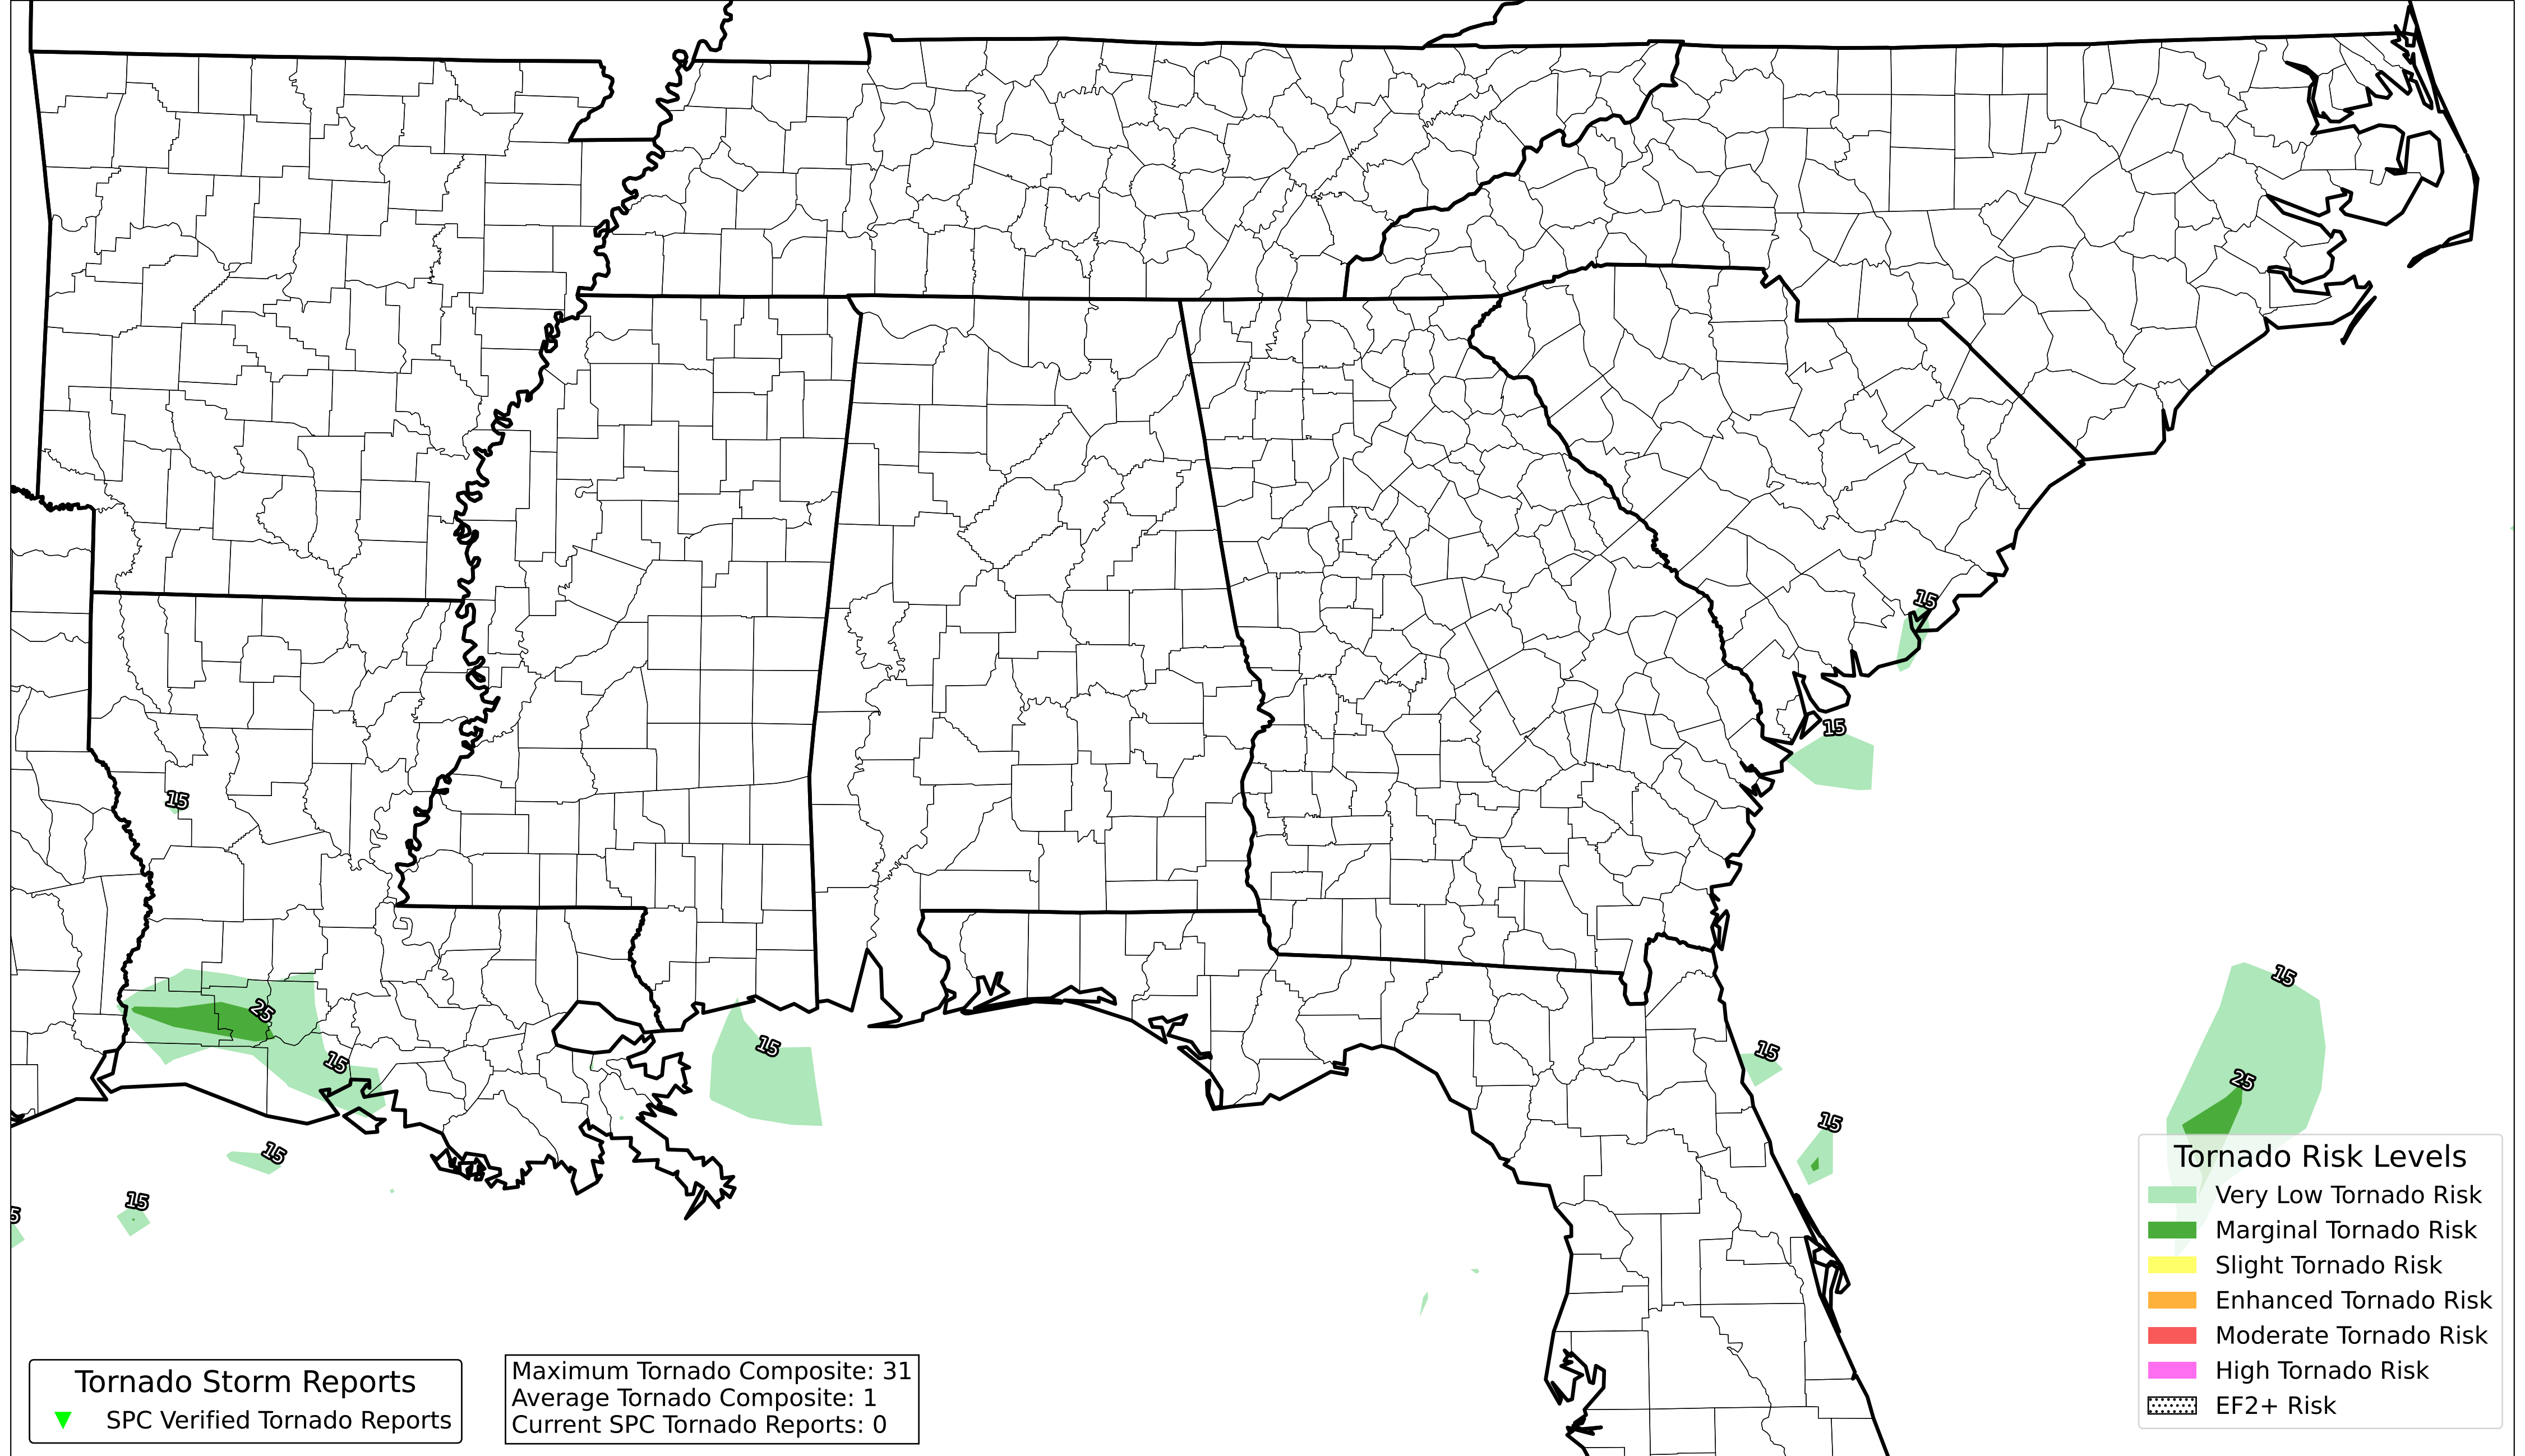 15
15
15
15
25
25
15
15
15
25
15
15
15
5
Tornado Risk Levels
Very Low Tornado Risk
Marginal Tornado Risk
Slight Tornado Risk
Enhanced Tornado Risk
Moderate Tornado Risk
High Tornado Risk
EF2+ Risk
Tornado Storm Reports
SPC Verified Tornado Reports
Maximum Tornado Composite: 31
Average Tornado Composite: 1
Current SPC Tornado Reports: 0